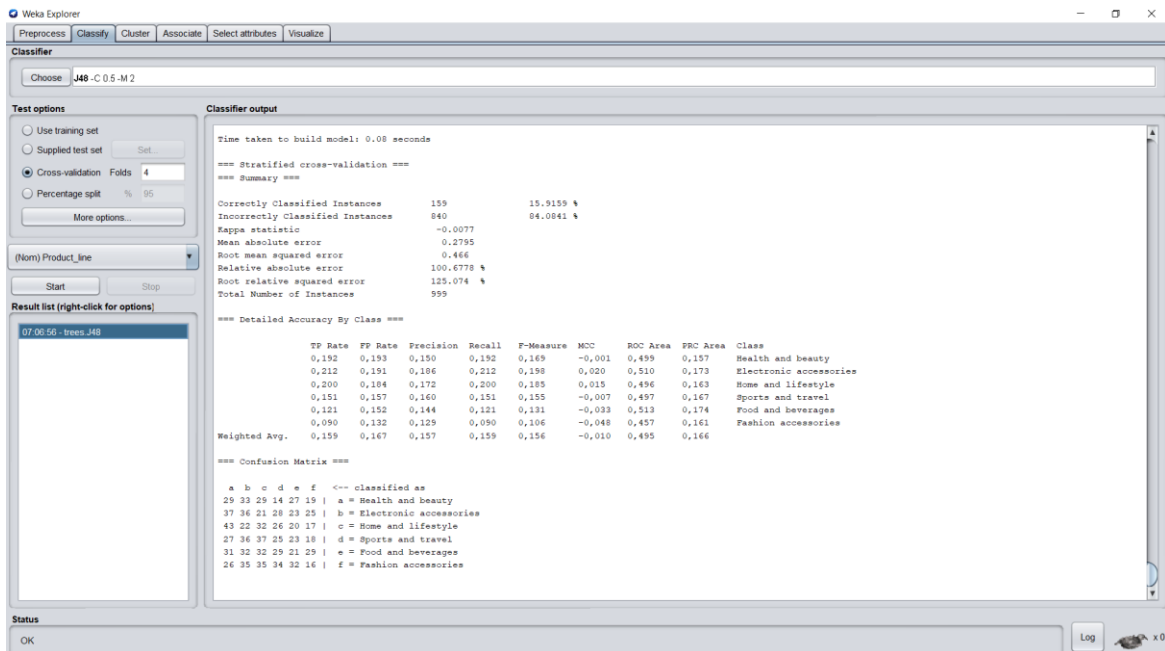 Weka Explorer
Preprocess Classify Cluster Associate Select attributes Visualize
Classifier
Choose J48 -C 0.5 -M 2
Test options
Use training set
Supplied test set Set...
Cross-validation Folds 4
Percentage split % 95
More options...
(Nom) Product_line
Start Stop
Result list (right-click for options)
07:06:56 - trees.J48
Classifier output
Time taken to build model: 0.08 seconds
=== Stratified cross-validation ===
=== Summary ===
Correctly Classified Instances 159 15.9159 %
Incorrectly Classified Instances 840 84.0841 %
Kappa statistic -0.0077
Mean absolute error 0.2795
Root mean squared error 0.466
Relative absolute error 100.6778 %
Root relative squared error 125.074 %
Total Number of Instances 999
=== Detailed Accuracy By Class ===
TP Rate FP Rate Precision Recall F-Measure MCC ROC Area PRC Area Class
0,192 0,193 0,150 0,192 0,169 -0,001 0,499 0,157 Health and beauty
0,212 0,191 0,186 0,212 0,198 0,020 0,510 0,173 Electronic accessories
0,200 0,184 0,172 0,200 0,185 0,015 0,496 0,163 Home and lifestyle
0,151 0,157 0,160 0,151 0,155 -0,007 0,497 0,167 Sports and travel
0,121 0,152 0,144 0,121 0,131 -0,033 0,513 0,174 Food and beverages
0,090 0,132 0,129 0,090 0,106 -0,048 0,457 0,161 Fashion accessories
Weighted Avg. 0,159 0,167 0,157 0,159 0,156 -0,010 0,495 0,166
=== Confusion Matrix ===
a b c d e f <-- classified as
29 33 29 14 27 19 | a = Health and beauty
37 36 21 28 23 25 | b = Electronic accessories
43 22 32 26 20 17 | c = Home and lifestyle
27 36 37 25 23 18 | d = Sports and travel
31 32 32 29 21 29 | e = Food and beverages
26 35 35 34 32 16 | f = Fashion accessories
Status
OK
Log
x 0